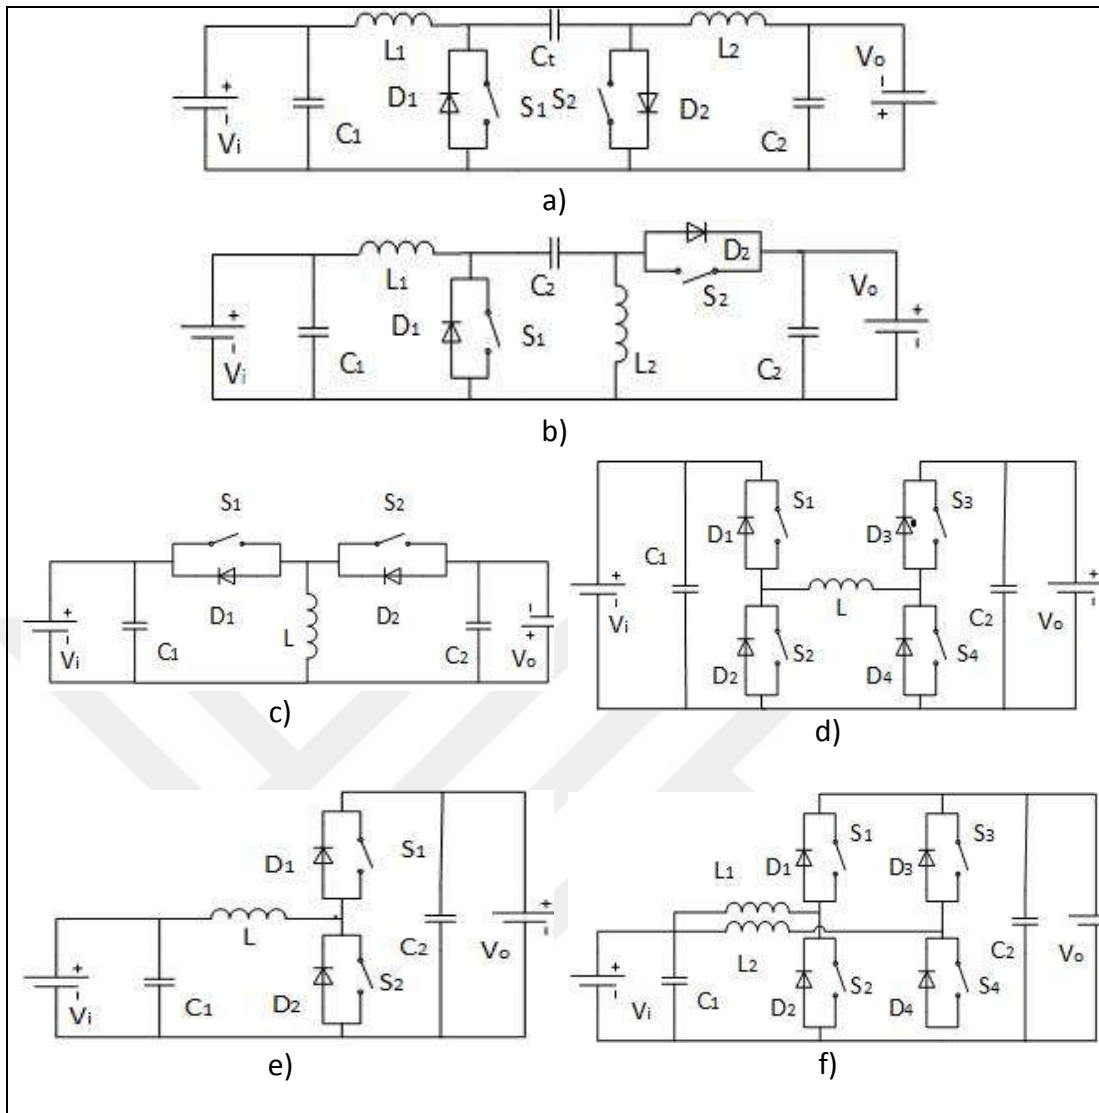 L1 Ct L2 Vo - +
D1 S1 S2 D2
+ - Vi C1 C2
a)
L1 C2 D2 S2
D1 S1 L2 Vo + -
+ - Vi C1 C2
b)
S1 S2
D1 D2
+ - Vi C1 L C2 Vo - +
c)
S1 S3
D1 D3
C1 L C2
+ - Vi Vo + -
D2 S2 D4 S4
d)
D1 S1
L C2 Vo + -
+ - Vi C1 D2 S2
e)
S1 S3
L1 D1 D3
L2 C2 Vo
+ - Vi C1 D2 S2 D4 S4
f)